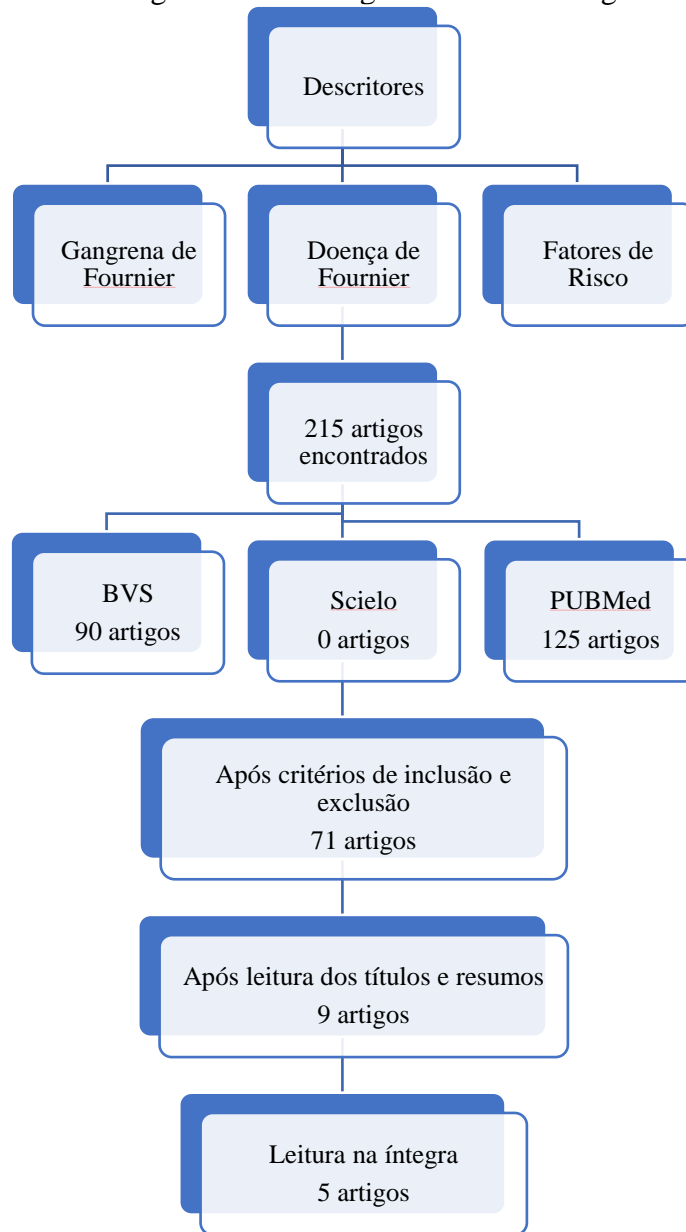 Descritores
Gangrena de
Fournier
Doença de
Fournier
Fatores de
Risco
215 artigos
encontrados
BVS
90 artigos
Scielo
0 artigos
PUBMed
125 artigos
Após critérios de inclusão e
exclusão
71 artigos
Após leitura dos títulos e resumos
9 artigos
Leitura na íntegra
5 artigos